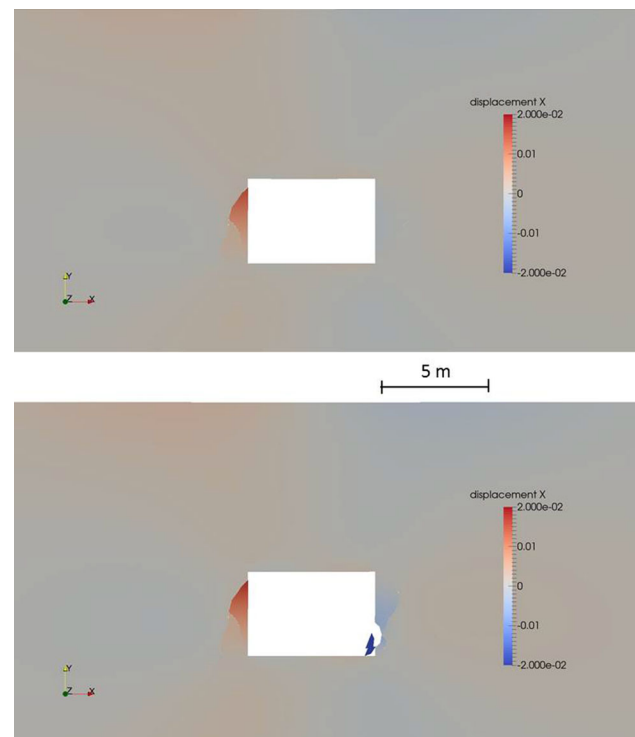 displacement X
2.000e-02
0.01
0
-0.01
-2.000e-02
Y
Z X
5 m
displacement X
2.000e-02
0.01
0
-0.01
-2.000e-02
Y
Z X